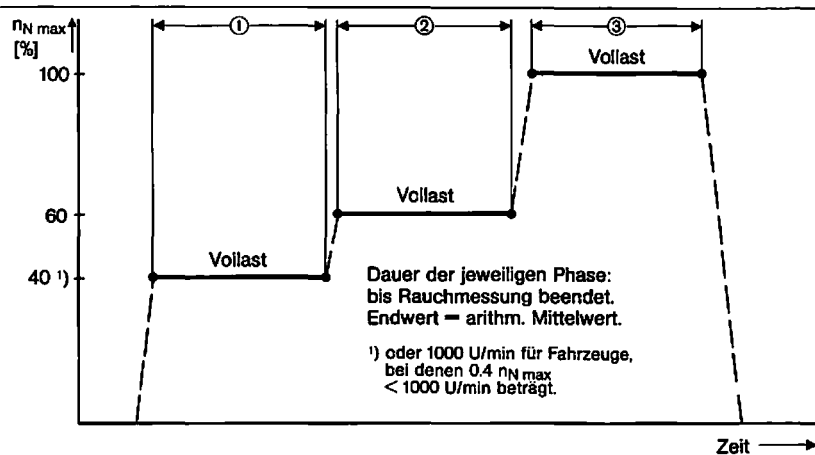 n_N max
[%]
① ② ③
Vollast
100
Vollast
60
Vollast
40 ¹)
Dauer der jeweiligen Phase:
bis Rauchmessung beendet.
Endwert = arithm. Mittelwert.
¹) oder 1000 U/min für Fahrzeuge,
bei denen 0.4 n_N max
< 1000 U/min beträgt.
Zeit